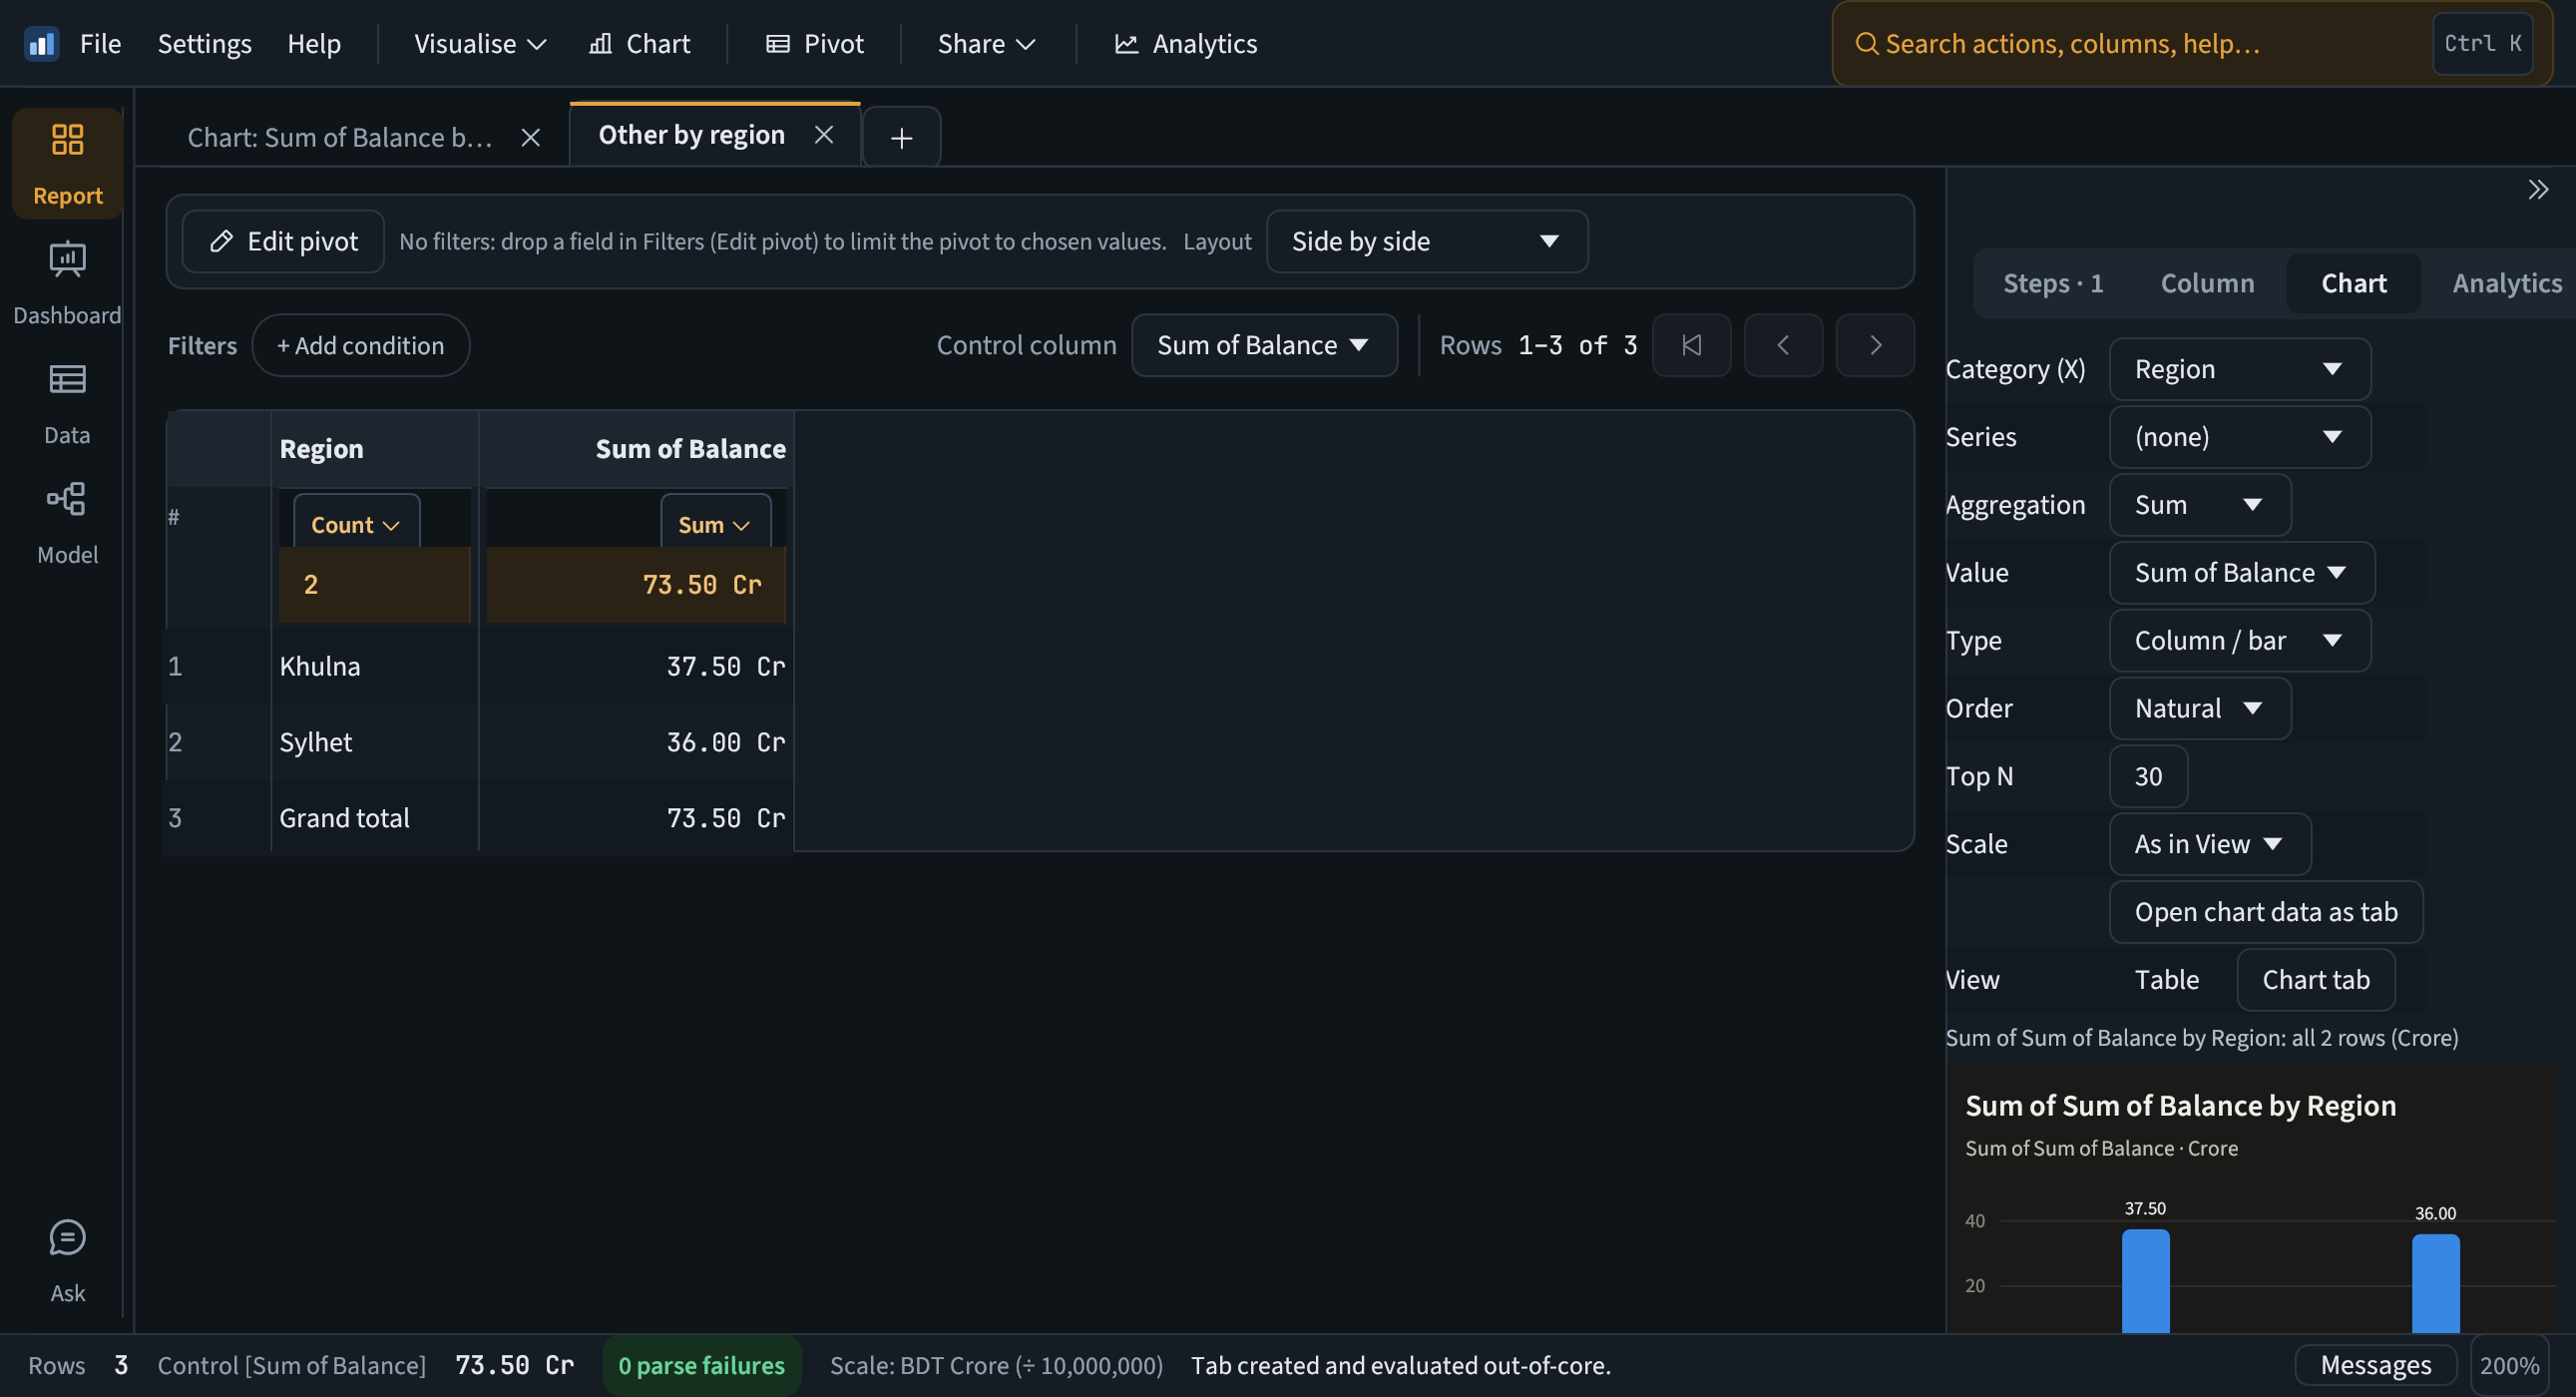 File Settings Help Visualise Chart Pivot Share Analytics Search actions, columns, help… Ctrl K
Report
Dashboard
Data
Model
Ask
Chart: Sum of Balance b… Other by region +
Edit pivot No filters: drop a field in Filters (Edit pivot) to limit the pivot to chosen values. Layout Side by side
Filters + Add condition Control column Sum of Balance Rows 1–3 of 3
Region Sum of Balance
# Count Sum
2 73.50 Cr
1 Khulna 37.50 Cr
2 Sylhet 36.00 Cr
3 Grand total 73.50 Cr
Steps · 1 Column Chart Analytics
Category (X) Region
Series (none)
Aggregation Sum
Value Sum of Balance
Type Column / bar
Order Natural
Top N 30
Scale As in View
Open chart data as tab
View Table Chart tab
Sum of Sum of Balance by Region: all 2 rows (Crore)
Sum of Sum of Balance by Region
Sum of Sum of Balance · Crore
37.50 36.00
40
20
Rows 3 Control [Sum of Balance] 73.50 Cr 0 parse failures Scale: BDT Crore (÷ 10,000,000) Tab created and evaluated out-of-core. Messages 200%